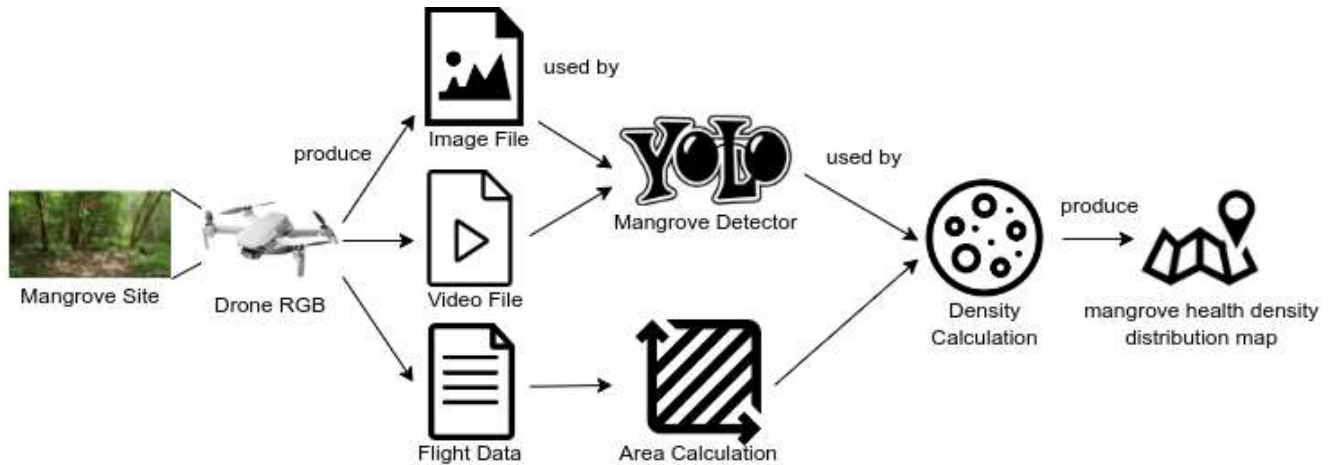 used by
Image File
produce
YOLO
used by
Mangrove Detector
produce
Mangrove Site
Drone RGB
Video File
Density
Calculation
mangrove health density
distribution map
Flight Data
Area Calculation